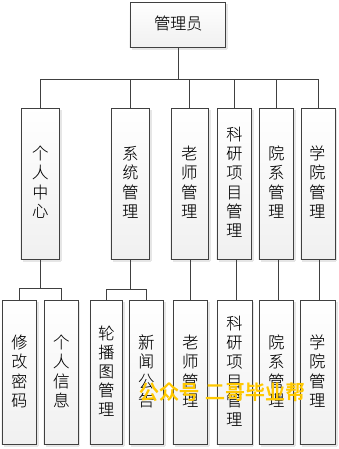 管理员
个人中心
系统管理
老师管理
科研项目管理
院系管理
学院管理
修改密码
个人信息
轮播图管理
新闻公告
老师管理
科研项目管理
院系管理
学院管理
公众号 二哥毕业帮